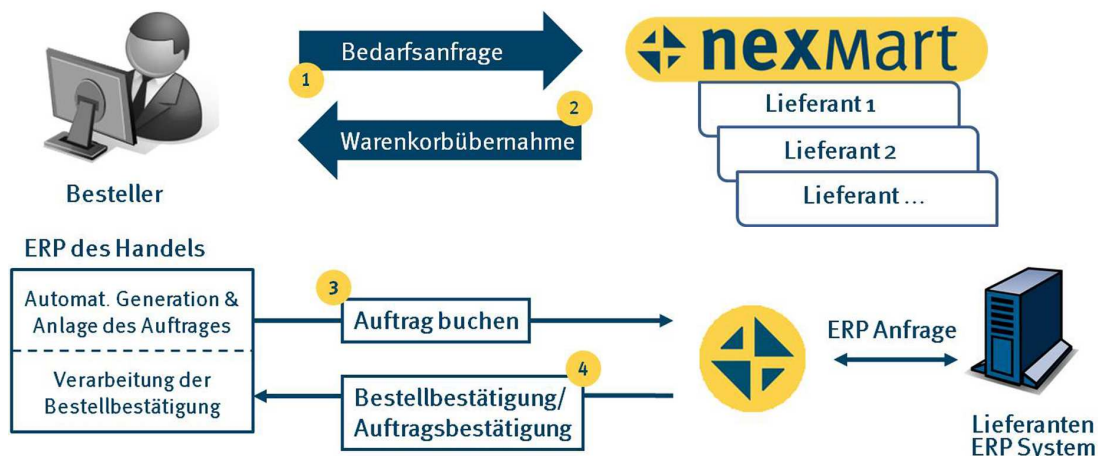 Bedarfsanfrage
1
nexmart
Lieferant 1
2
Warenkorbübernahme
Lieferant 2
Lieferant ...
Besteller
ERP des Handels
Automat. Generation &
Anlage des Auftrages
3
Auftrag buchen
ERP Anfrage
Verarbeitung der
Bestellbestätigung
4
Bestellbestätigung/
Auftragsbestätigung
Lieferanten
ERP System